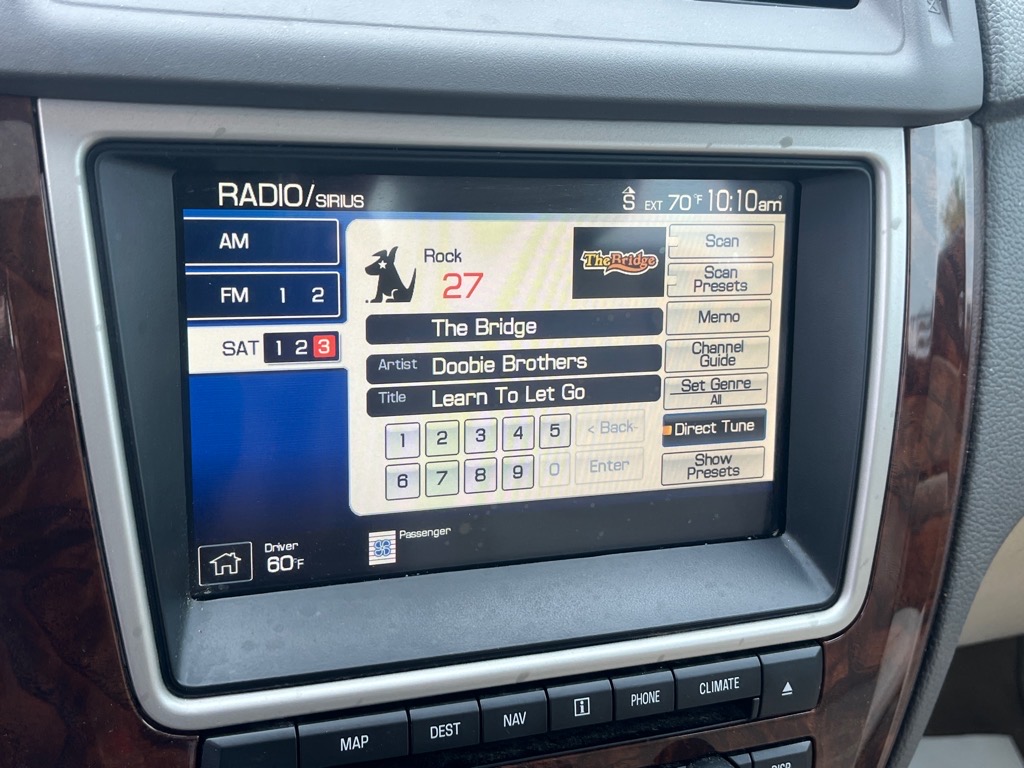 RADIO/SIRIUS
S EXT 70°F 10:10am
AM
FM 1 2
SAT 1 2 3
Rock
27
The Bridge
The Bridge
Artist Doobie Brothers
Title Learn To Let Go
1 2 3 4 5 < Back
6 7 8 9 0 Enter
Scan
Scan
Presets
Memo
Channel
Guide
Set Genre
All
Direct Tune
Show
Presets
Driver
60°F
Passenger
MAP
DEST
NAV
i
PHONE
CLIMATE